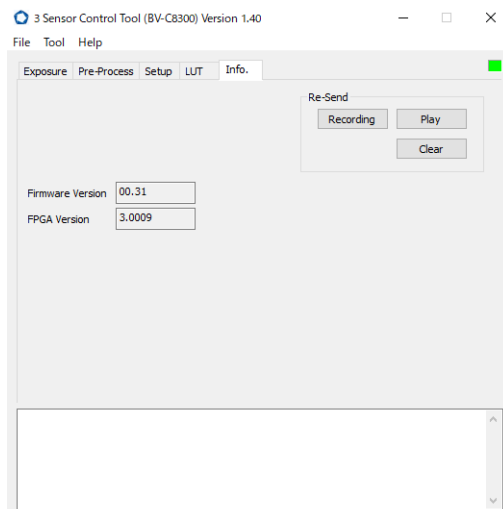 3 Sensor Control Tool (BV-C8300) Version 1.40
File Tool Help
Exposure Pre-Process Setup LUT Info.
Re-Send
Recording Play
Clear
Firmware Version 00.31
FPGA Version 3.0009